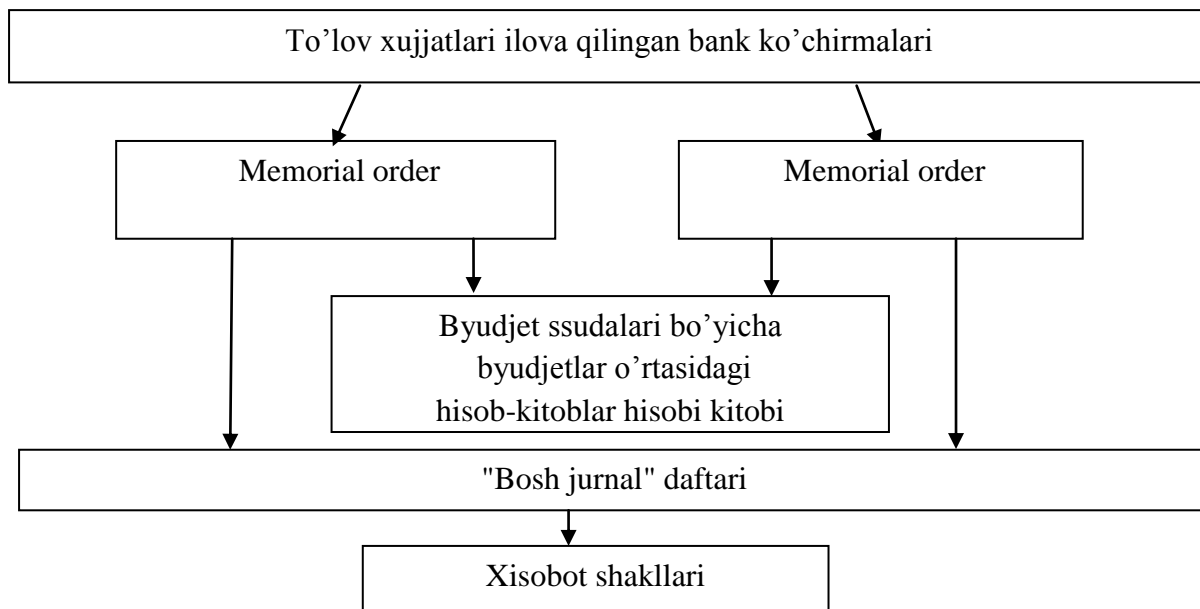 To’lov xujjatlari ilova qilingan bank ko’chirmalari
Memorial order
Memorial order
Byudjet ssudalari bo’yicha
byudjetlar o’rtasidagi
hisob-kitoblar hisobi kitobi
"Bosh jurnal" daftari
Xisobot shakllari